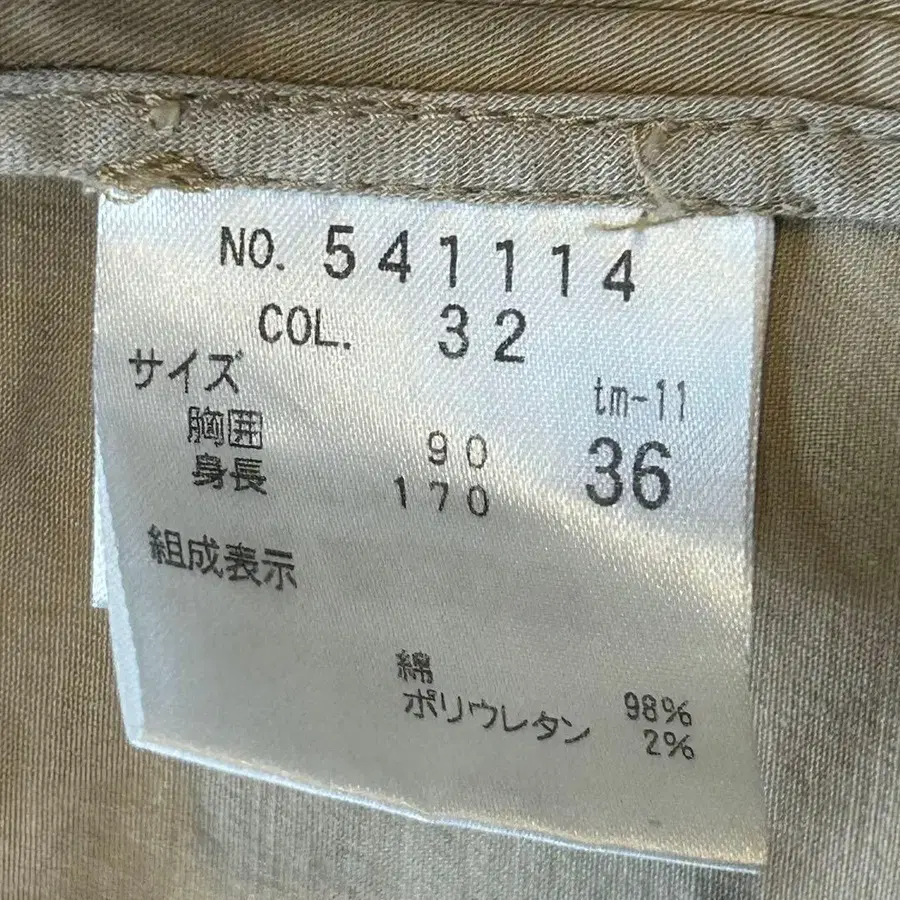 NO. 541114
COL. 32
サイズ
tm-11
胸囲 90
身長 170
36
組成表示
綿 98%
ポリウレタン 2%